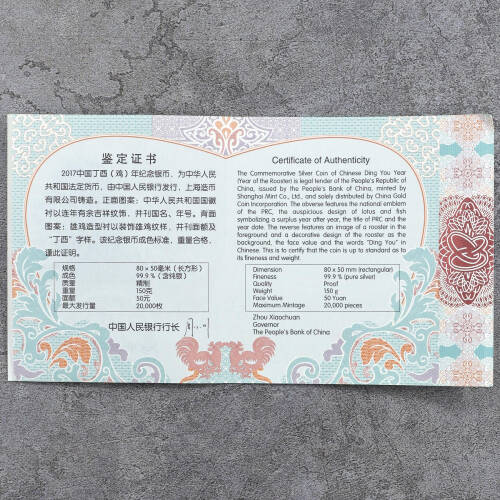 鉴定证书
2017中国丁酉（鸡）年纪念银币，为中华人民
共和国法定货币，由中国人民银行发行，上海造币
有限公司铸造。正面图案：中华人民共和国国徽
衬以连年有余吉祥纹饰，并刊国名、年号。背面
图案：雄鸡造型衬以装饰雄鸡纹样，并刊面额及
“丁酉”字样。该纪念银币成色标准，重量合格，
谨此证明。
规格 80×50毫米（长方形）
成色 99.9％（含纯银）
质量 精制
重量 150克
面额 50元
最大发行量 20,000枚
中国人民银行行长
Certificate of Authenticity
The Commemorative Silver Coin of Chinese Ding You Year
(Year of the Rooster) is legal tender of the People's Republic of
China, issued by the People's Bank of China, minted by
Shanghai Mint Co., Ltd., and solely distributed by China Gold
Coin Incorporation. The obverse features the national emblem
of the PRC, the auspicious design of lotus and fish
symbolizing a surplus year after year, the title of PRC, and the
year date. The reverse features an image of a rooster in the
foreground and a decorative design of the rooster as the
background, the face value and the words "Ding You" in
Chinese. This is to certify that the coin is up to standard as to
its fineness and weight.
Dimension 80 x 50 mm (rectangular)
Fineness 99.9 % (pure silver)
Quality Proof
Weight 150 g
Face Value 50 Yuan
Maximum Mintage 20,000 pieces
Zhou Xiaochuan
Governor
The People's Bank of China